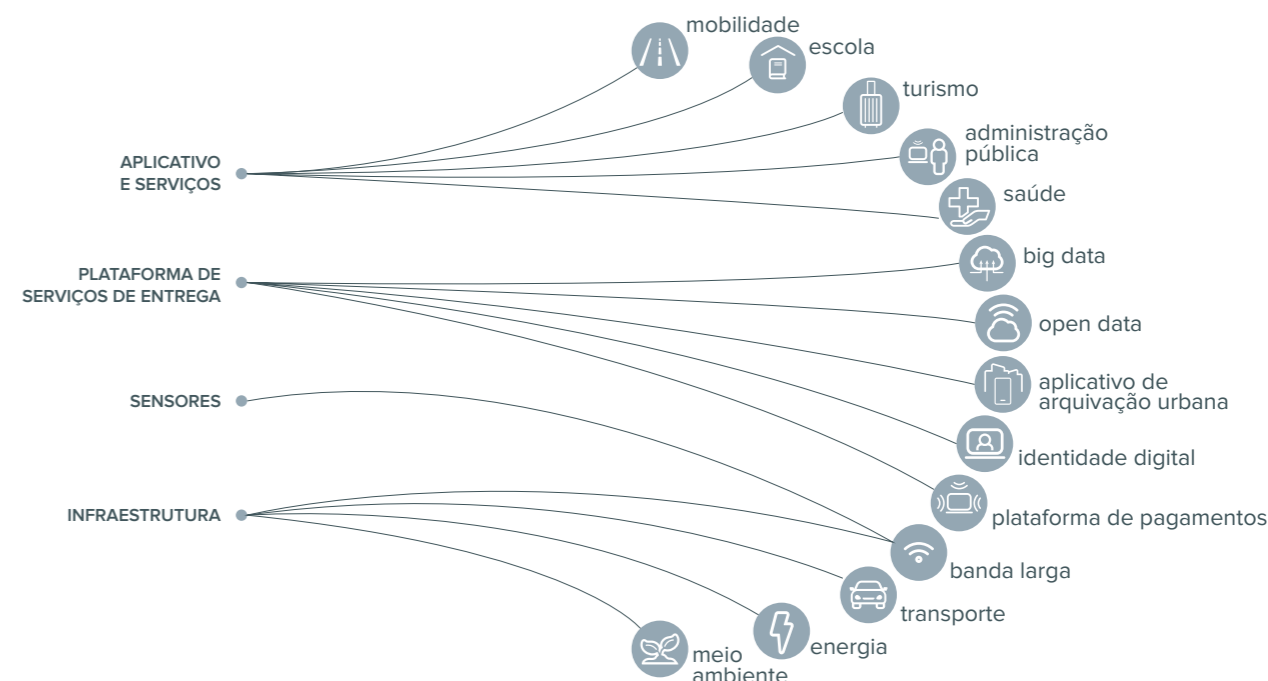 mobilidade
escola
turismo
administração
pública
saúde
APLICATIVO
E SERVIÇOS
big data
PLATAFORMA DE
SERVIÇOS DE ENTREGA
open data
aplicativo de
arquivação urbana
SENSORES
identidade digital
plataforma de pagamentos
INFRAESTRUTURA
banda larga
transporte
energia
meio
ambiente